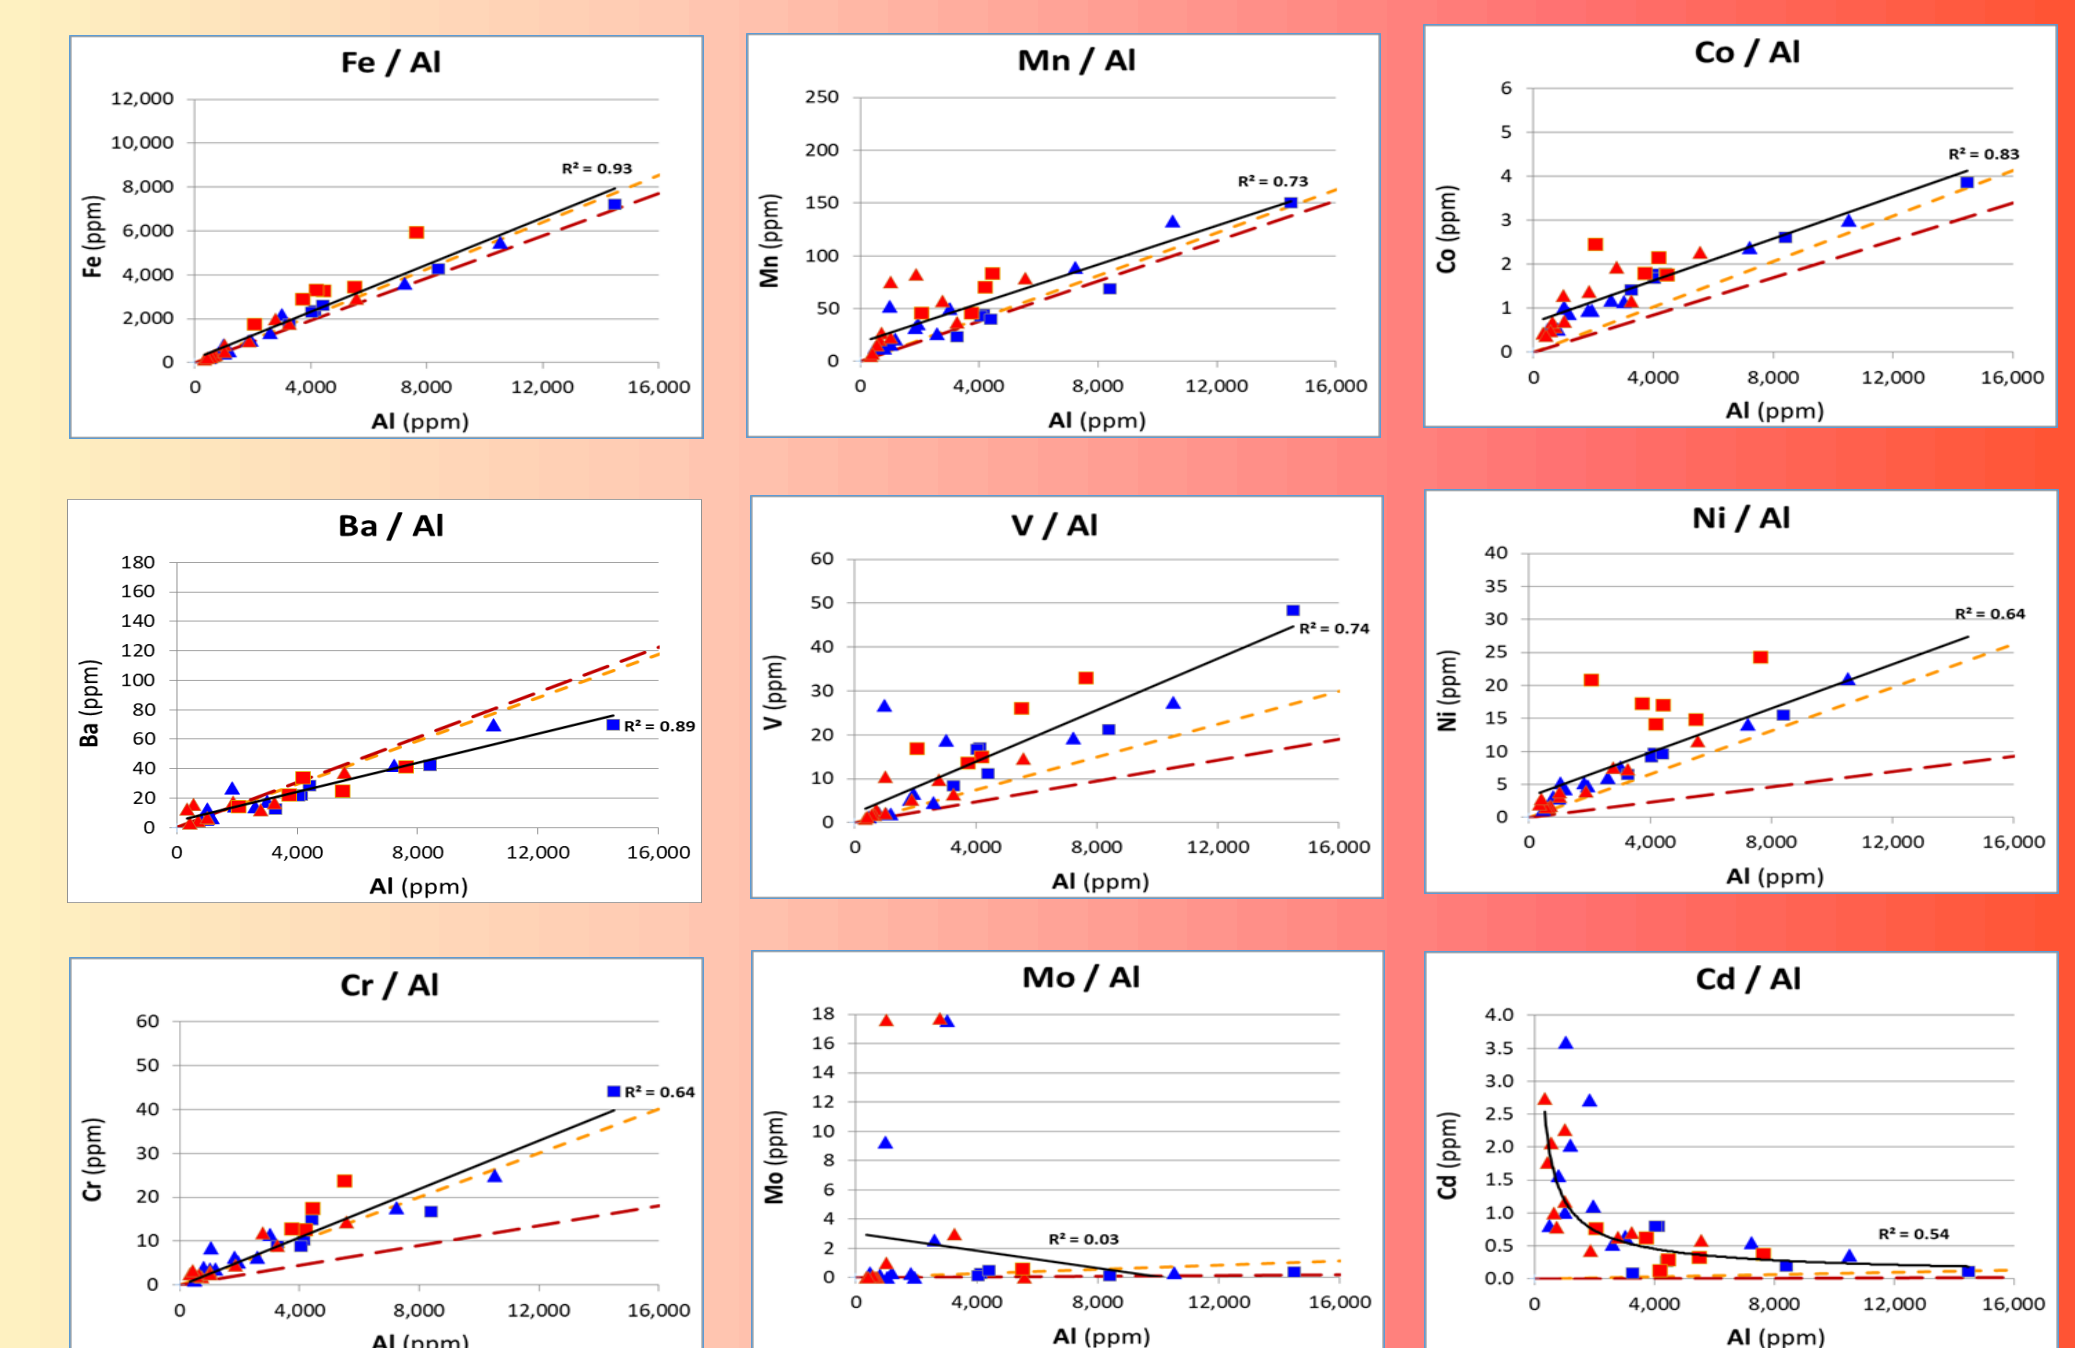 Fe / Al
12,000
10,000
8,000
6,000
4,000
2,000
0
Fe (ppm)
R² = 0.93
0 4,000 8,000 12,000 16,000
Al (ppm)
Mn / Al
250
200
150
100
50
0
Mn (ppm)
R² = 0.73
0 4,000 8,000 12,000 16,000
Al (ppm)
Co / Al
6
5
4
3
2
1
0
Co (ppm)
R² = 0.83
0 4,000 8,000 12,000 16,000
Al (ppm)
Ba / Al
180
160
140
120
100
80
60
40
20
0
Ba (ppm)
R² = 0.89
0 4,000 8,000 12,000 16,000
Al (ppm)
V / Al
60
50
40
30
20
10
0
V (ppm)
R² = 0.74
0 4,000 8,000 12,000 16,000
Al (ppm)
Ni / Al
40
35
30
25
20
15
10
5
0
Ni (ppm)
R² = 0.64
0 4,000 8,000 12,000 16,000
Al (ppm)
Cr / Al
60
50
40
30
20
10
0
Cr (ppm)
R² = 0.64
0 4,000 8,000 12,000 16,000
Al (ppm)
Mo / Al
18
16
14
12
10
8
6
4
2
0
Mo (ppm)
R² = 0.03
0 4,000 8,000 12,000 16,000
Al (ppm)
Cd / Al
4.0
3.5
3.0
2.5
2.0
1.5
1.0
0.5
0.0
Cd (ppm)
R² = 0.54
0 4,000 8,000 12,000 16,000
Al (ppm)